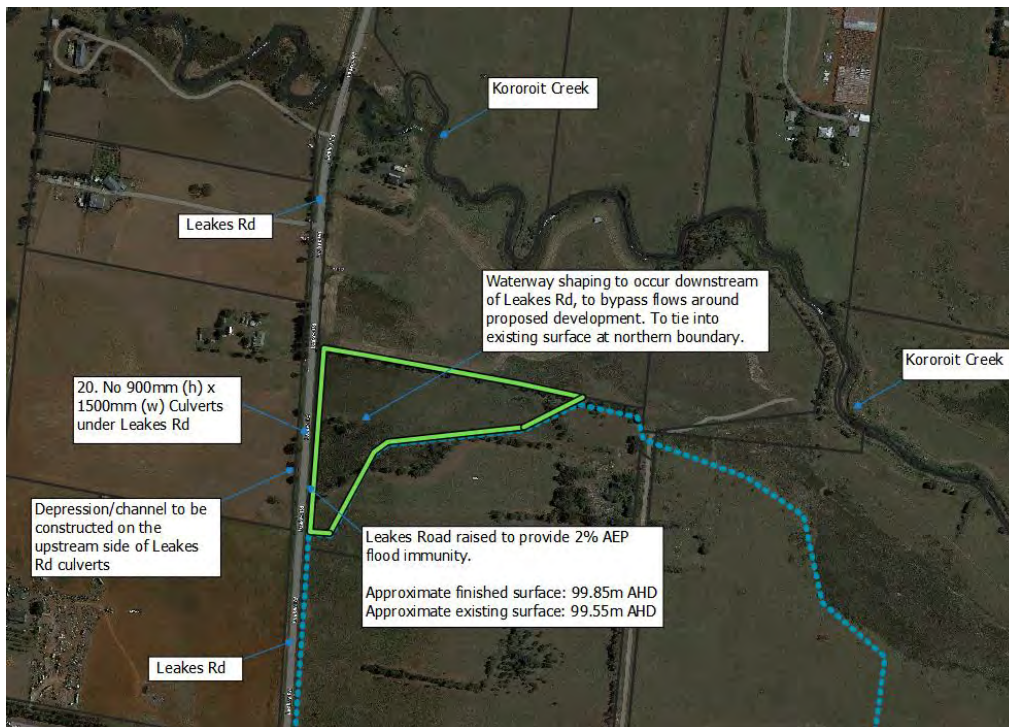 Kororoit Creek
Leakes Rd
Waterway shaping to occur downstream
of Leakes Rd, to bypass flows around
proposed development. To tie into
existing surface at northern boundary.
Kororoit Creek
20. No 900mm (h) x
1500mm (w) Culverts
under Leakes Rd
Depression/channel to be
constructed on the
upstream side of Leakes
Rd culverts
Leakes Road raised to provide 2% AEP
flood immunity.
Approximate finished surface: 99.85m AHD
Approximate existing surface: 99.55m AHD
Leakes Rd